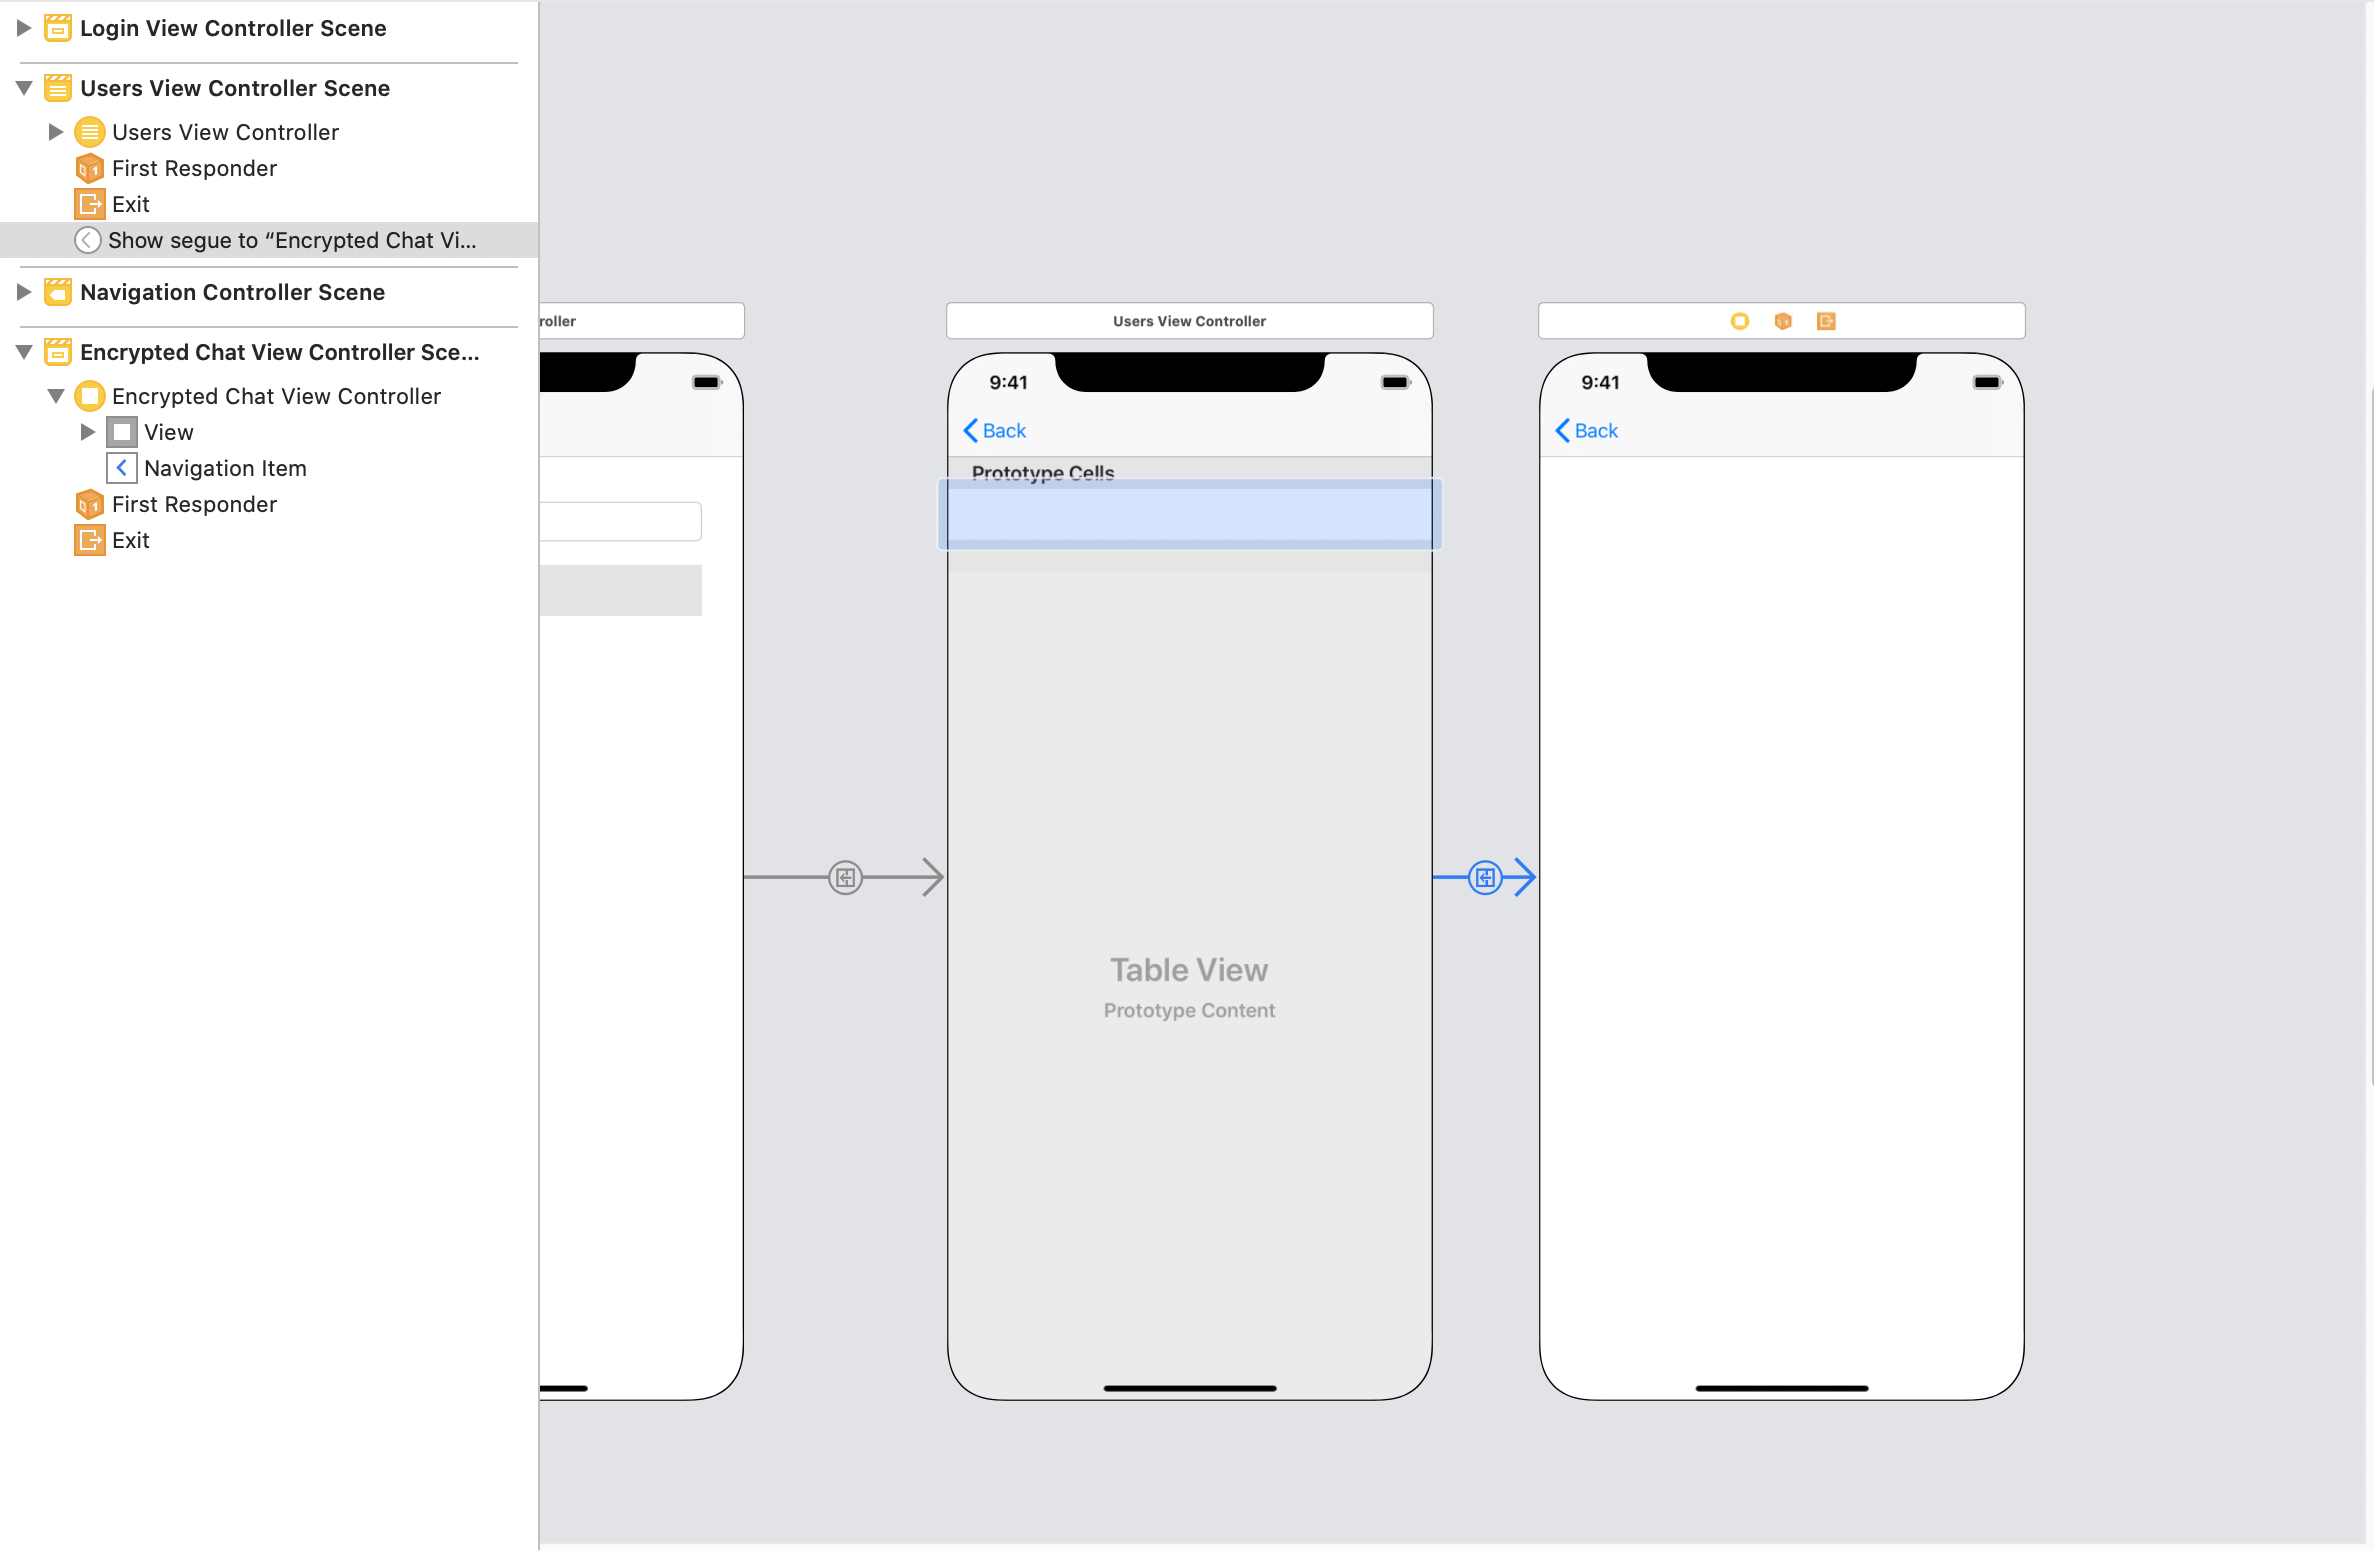 Login View Controller Scene
Users View Controller Scene
Users View Controller
First Responder
Exit
Show segue to “Encrypted Chat Vi...
Navigation Controller Scene
Encrypted Chat View Controller Sce...
Encrypted Chat View Controller
View
Navigation Item
First Responder
Exit
roller
Users View Controller
9:41
Back
Prototype Cells
Table View
Prototype Content
9:41
Back